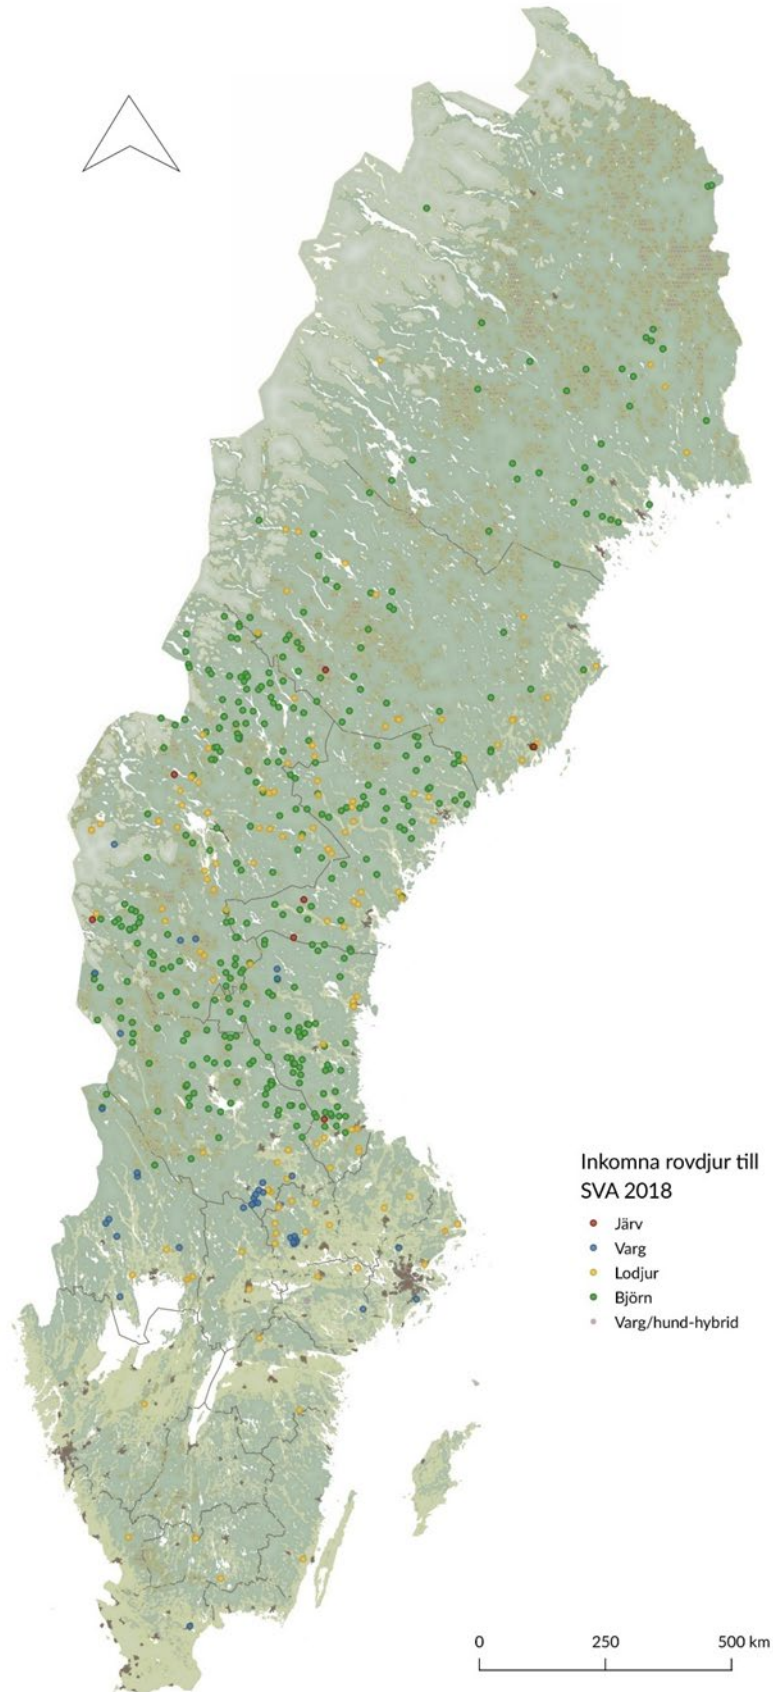 Inkomna rovdjur till
SVA 2018
Järv
Varg
Lodjur
Björn
Varg/hund-hybrid
0 250 500 km